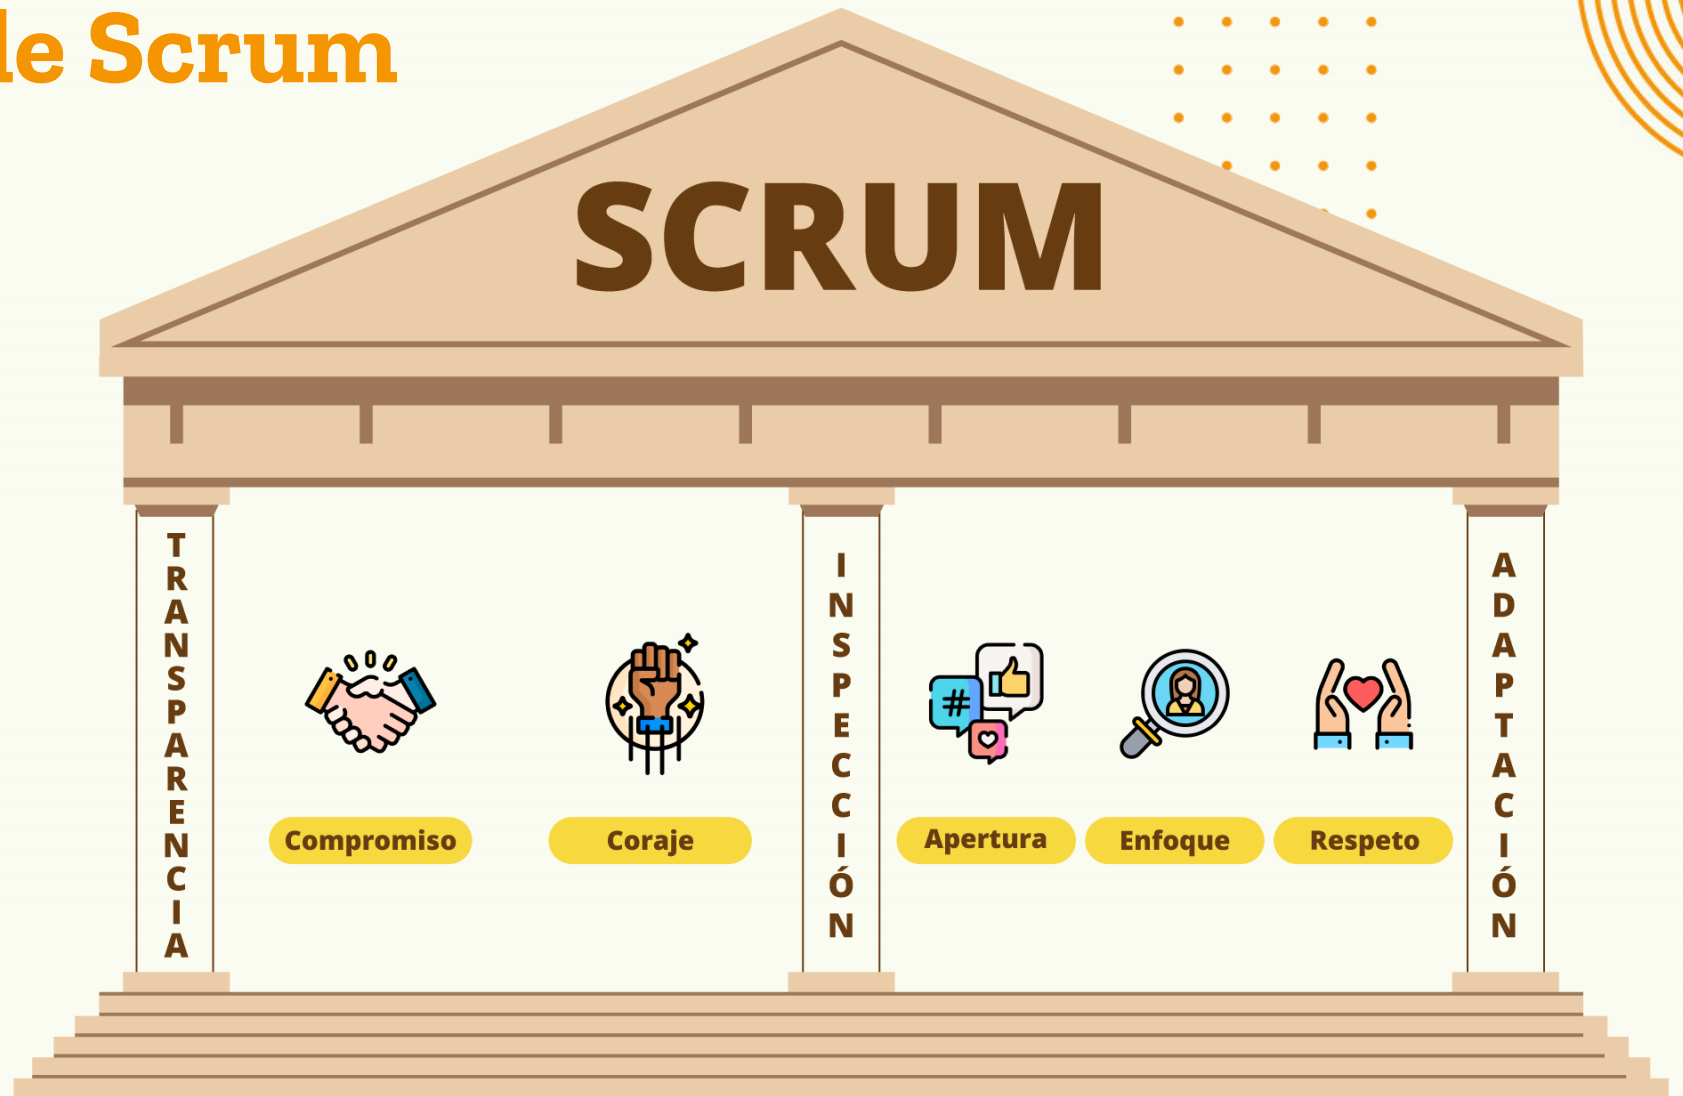 le Scrum
SCRUM
TRANSPARENCIA
Compromiso
Coraje
INSPECCIÓN
Apertura
Enfoque
Respeto
ADAPTACIÓN
#